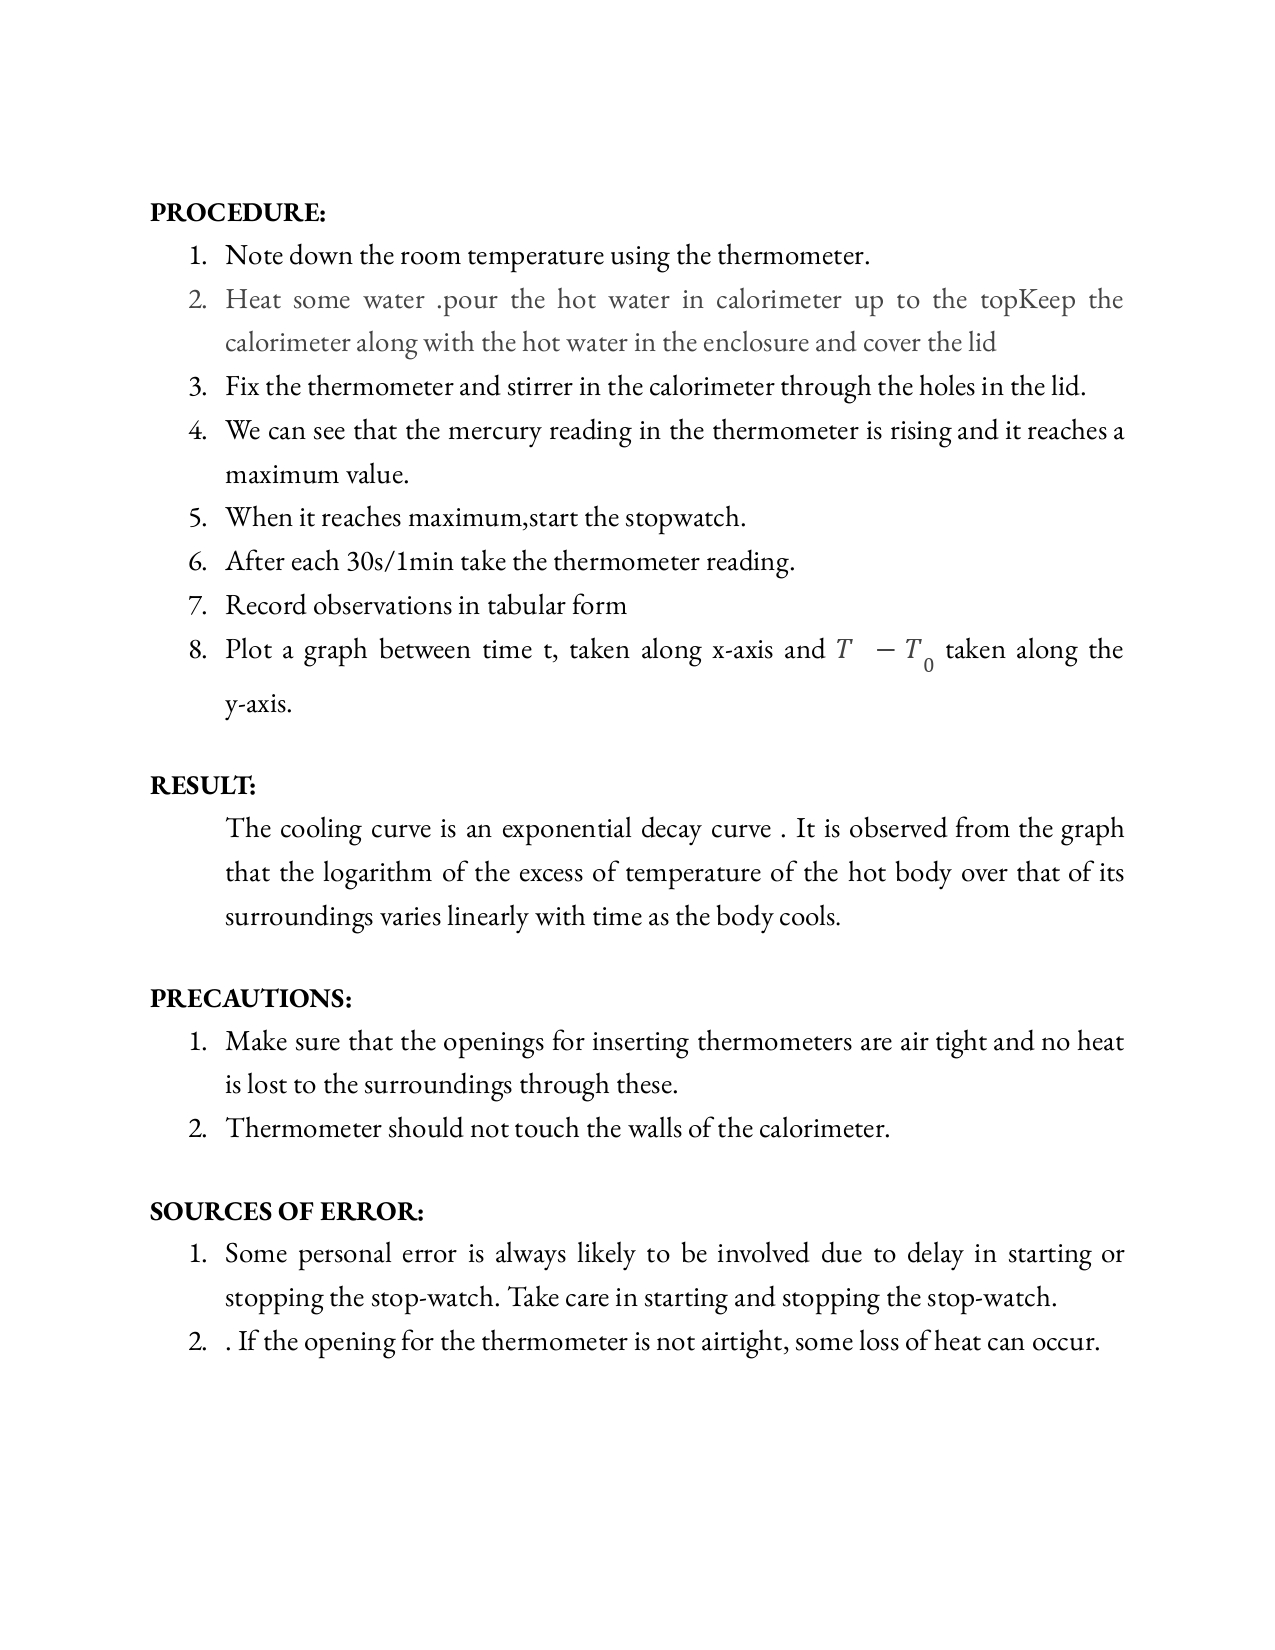 PROCEDURE:
1. Note down the room temperature using the thermometer.
2. Heat some water .pour the hot water in calorimeter up to the topKeep the
calorimeter along with the hot water in the enclosure and cover the lid
3. Fix the thermometer and stirrer in the calorimeter through the holes in the lid.
4. We can see that the mercury reading in the thermometer is rising and it reaches a
maximum value.
5. When it reaches maximum,start the stopwatch.
6. After each 30s/1min take the thermometer reading.
7. Record observations in tabular form
8. Plot a graph between time t, taken along x-axis and T − T₀ taken along the
y-axis.
RESULT:
The cooling curve is an exponential decay curve . It is observed from the graph
that the logarithm of the excess of temperature of the hot body over that of its
surroundings varies linearly with time as the body cools.
PRECAUTIONS:
1. Make sure that the openings for inserting thermometers are air tight and no heat
is lost to the surroundings through these.
2. Thermometer should not touch the walls of the calorimeter.
SOURCES OF ERROR:
1. Some personal error is always likely to be involved due to delay in starting or
stopping the stop-watch. Take care in starting and stopping the stop-watch.
2. . If the opening for the thermometer is not airtight, some loss of heat can occur.